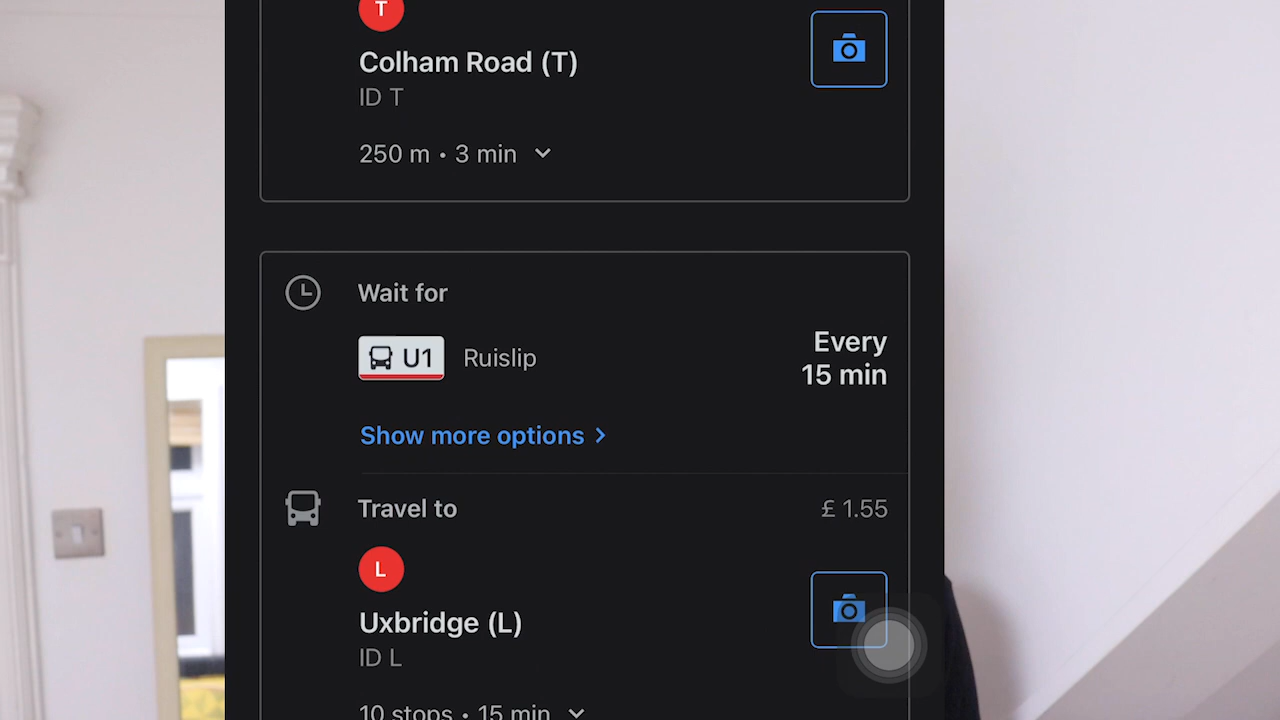 T
Colham Road (T)
ID T
250 m • 3 min
Wait for
U1 Ruislip
Every
15 min
Show more options
Travel to
£ 1.55
L
Uxbridge (L)
ID L
10 stops • 15 min